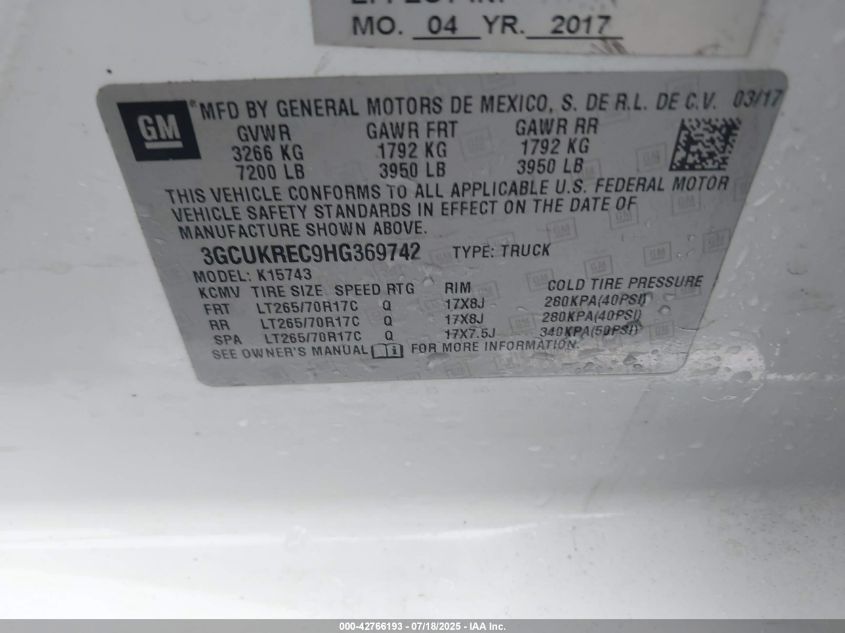 MO. 04 YR. 2017
GM
® MFD BY GENERAL MOTORS DE MEXICO, S. DE R.L. DE C.V. 03/17
GVWR GAWR FRT GAWR RR
3266 KG 1792 KG 1792 KG
7200 LB 3950 LB 3950 LB
THIS VEHICLE CONFORMS TO ALL APPLICABLE U.S. FEDERAL MOTOR
VEHICLE SAFETY STANDARDS IN EFFECT ON THE DATE OF
MANUFACTURE SHOWN ABOVE.
3GCUKREC9HG369742 TYPE: TRUCK
MODEL: K15743
KCMV TIRE SIZE SPEED RTG RIM COLD TIRE PRESSURE
FRT LT265/70R17C Q 17X8J 280KPA(40PSI)
RR LT265/70R17C Q 17X8J 280KPA(40PSI)
SPA LT265/70R17C Q 17X7.5J 340KPA(50PSI)
SEE OWNER'S MANUAL FOR MORE INFORMATION.
000-42766193 - 07/18/2025 - IAA Inc.